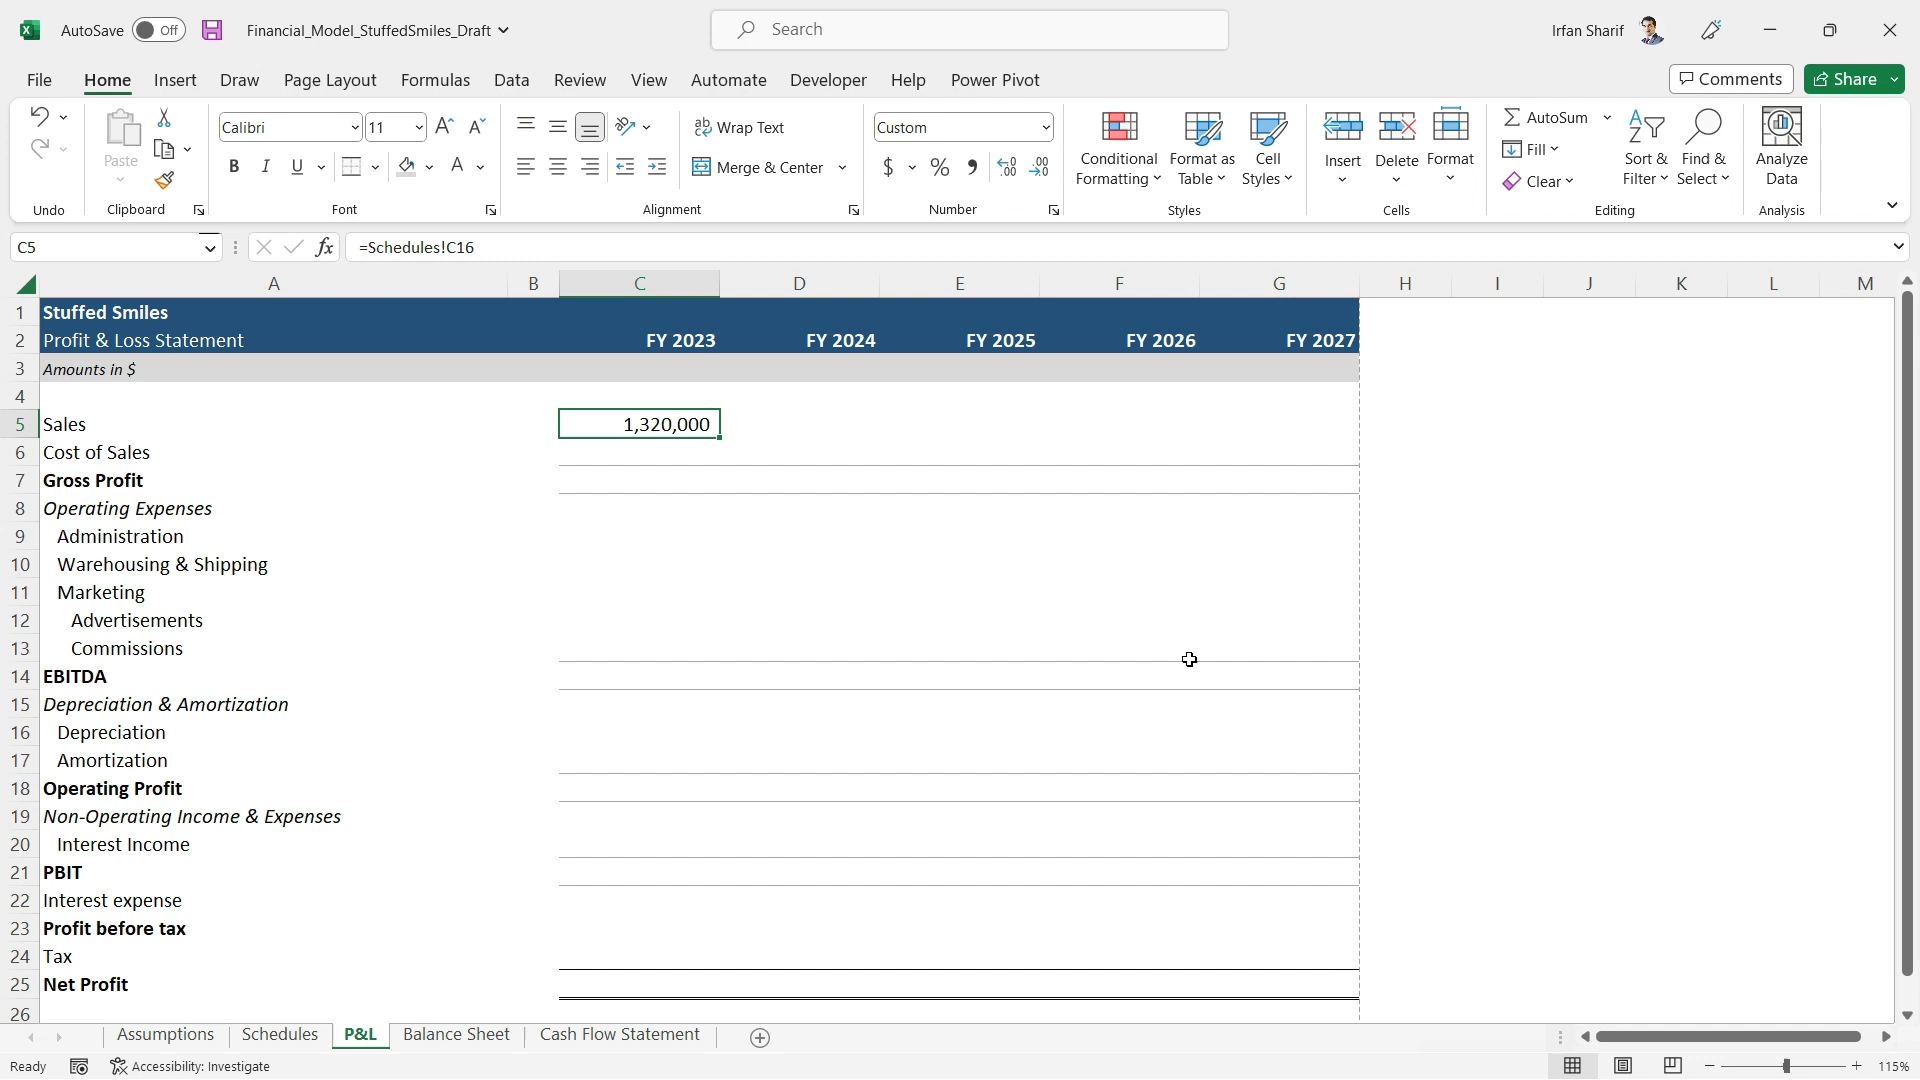 AutoSave Off Financial_Model_StuffedSmiles_Draft Search Irfan Sharif
File Home Insert Draw Page Layout Formulas Data Review View Automate Developer Help Power Pivot Comments Share
Calibri 11 Wrap Text Custom AutoSum
Paste B I U A Merge & Center $ % Conditional Formatting Format as Table Cell Styles Insert Delete Format Fill Clear Sort & Filter Find & Select Analyze Data
Undo Clipboard Font Alignment Number Styles Cells Editing Analysis
C5 fx =Schedules!C16
A B C D E F G H I J K L M
1 Stuffed Smiles
2 Profit & Loss Statement FY 2023 FY 2024 FY 2025 FY 2026 FY 2027
3 Amounts in $
4
5 Sales 1,320,000
6 Cost of Sales
7 Gross Profit
8 Operating Expenses
9 Administration
10 Warehousing & Shipping
11 Marketing
12 Advertisements
13 Commissions
14 EBITDA
15 Depreciation & Amortization
16 Depreciation
17 Amortization
18 Operating Profit
19 Non-Operating Income & Expenses
20 Interest Income
21 PBIT
22 Interest expense
23 Profit before tax
24 Tax
25 Net Profit
26
Assumptions Schedules P&L Balance Sheet Cash Flow Statement
Ready Accessibility: Investigate 115%